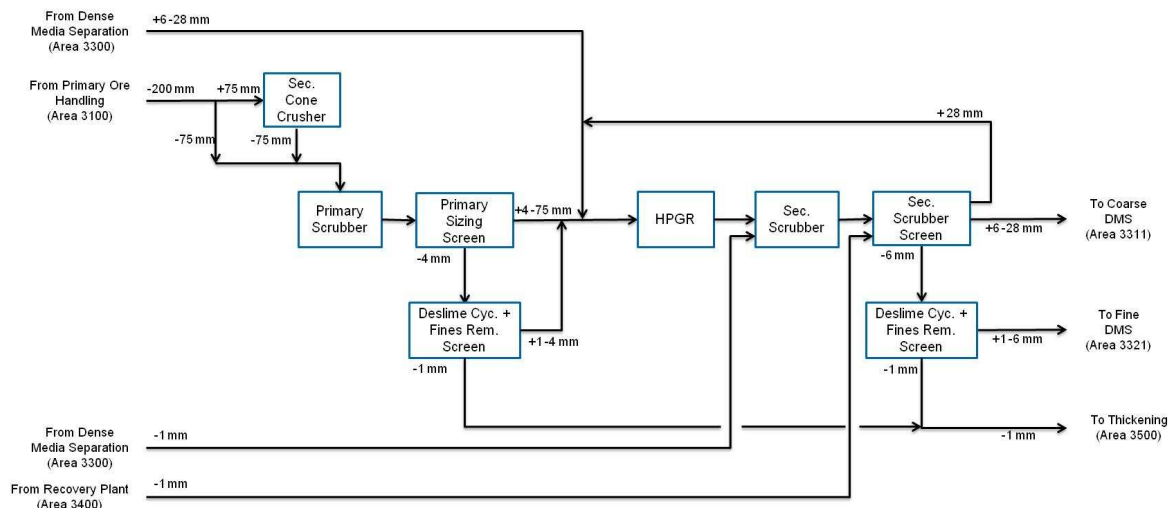 From Dense
Media Separation
(Area 3300)
+6 -28 mm
From Primary Ore
Handling
(Area 3100)
-200 mm
+75 mm
Sec.
Cone
Crusher
-75 mm
-75 mm
+28 mm
Primary
Scrubber
Primary
Sizing
Screen
+4 -75 mm
HPGR
Sec.
Scrubber
Sec.
Scrubber
Screen
+6 -28 mm
To Coarse
DMS
(Area 3311)
-4 mm
-6 mm
Deslime Cyc. +
Fines Rem.
Screen
+1 -4 mm
Deslime Cyc. +
Fines Rem.
Screen
+1 -6 mm
To Fine
DMS
(Area 3321)
-1 mm
-1 mm
From Dense
Media Separation
(Area 3300)
-1 mm
-1 mm
To Thickening
(Area 3500)
From Recovery Plant
(Area 3400)
-1 mm